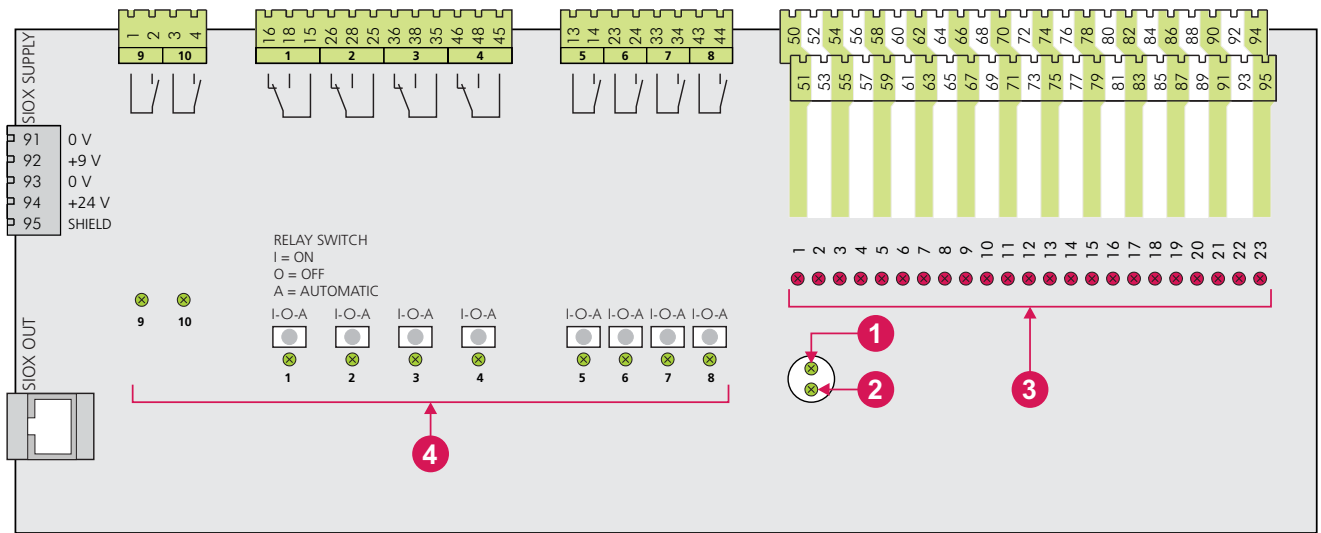 1 2 3 4
9 10
16 18 15 26 28 25 36 38 35 46 48 45
1 2 3 4
13 14 23 24 33 34 43 44
5 6 7 8
50 52 54 56 58 60 62 64 66 68 70 72 74 76 78 80 82 84 86 88 90 92 94
51 53 55 57 59 61 63 65 67 69 71 73 75 77 79 81 83 85 87 89 91 93 95
SIOX SUPPLY
91 0 V
92 +9 V
93 0 V
94 +24 V
95 SHIELD
RELAY SWITCH
I = ON
O = OFF
A = AUTOMATIC
1 2 3 4 5 6 7 8 9 10 11 12 13 14 15 16 17 18 19 20 21 22 23
I-O-A I-O-A I-O-A I-O-A I-O-A I-O-A I-O-A I-O-A
9 10
1 2 3 4 5 6 7 8
SIOX OUT
1
2
3
4